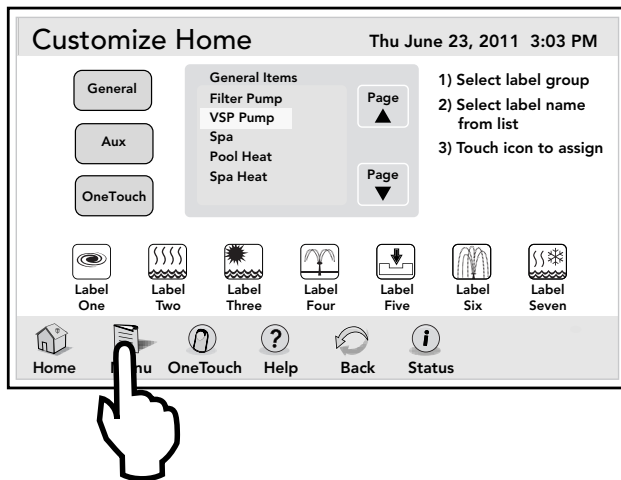 Customize Home
Thu June 23, 2011 3:03 PM
General
Aux
OneTouch
General Items
Filter Pump
VSP Pump
Spa
Pool Heat
Spa Heat
Page
Page
1) Select label group
2) Select label name
from list
3) Touch icon to assign
Label
One
Label
Two
Label
Three
Label
Four
Label
Five
Label
Six
Label
Seven
?
i
Home
OneTouch
Help
Back
Status